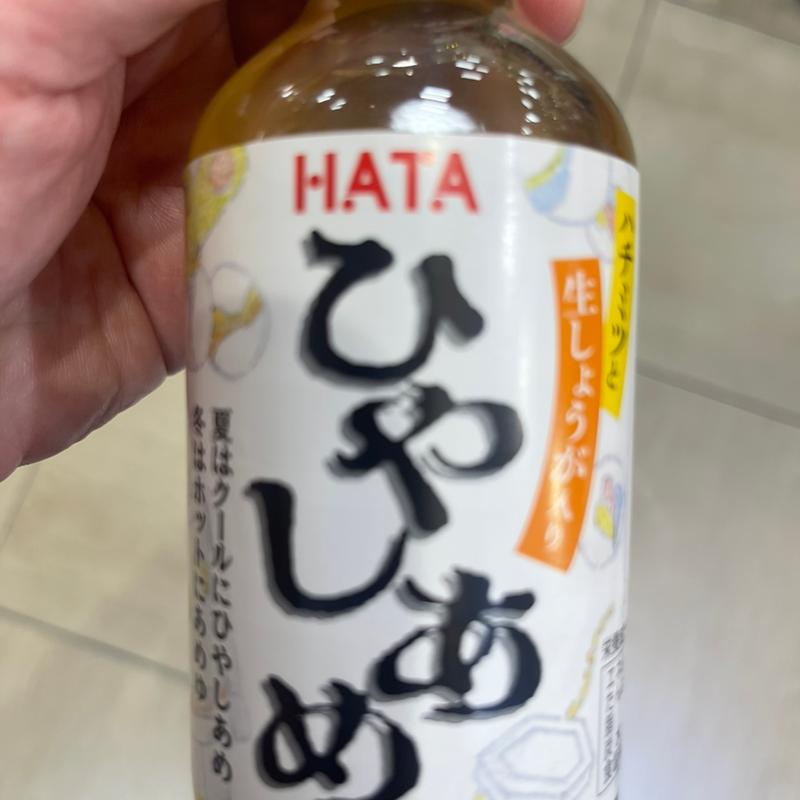 HATA
ハチミツと
生しょうが入り
ひやしあめ
夏はクールにひやしあめ
冬はホットにあめゆ